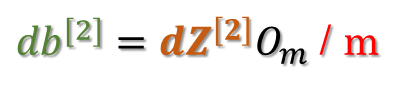 db^[2] = dZ^[2] O_m / m